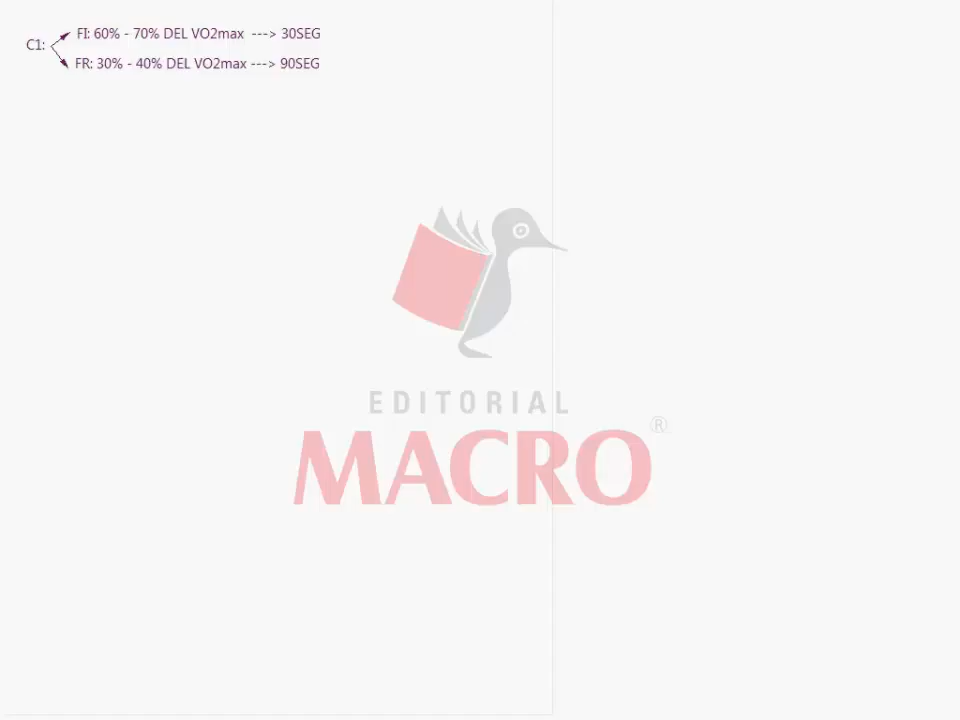 C1:
FI: 60% - 70% DEL VO2max ---> 30SEG
FR: 30% - 40% DEL VO2max ---> 90SEG
EDITORIAL
MACRO®